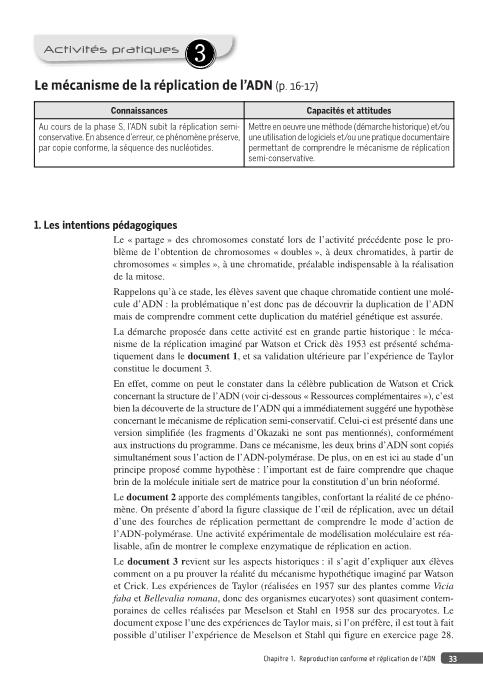 Activités pratiques 3
Le mécanisme de la réplication de l'ADN (p. 16-17)
Connaissances
Capacités et attitudes
Au cours de la phase S, l'ADN subit la réplication semi-
conservative. En absence d'erreur, ce phénomène préserve,
par copie conforme, la séquence des nucléotides.
Mettre en oeuvre une méthode (démarche historique) et/ou
une utilisation de logiciels et/ou une pratique documentaire
permettant de comprendre le mécanisme de réplication
semi-conservative.
1. Les intentions pédagogiques
Le « partage » des chromosomes constaté lors de l'activité précédente pose le pro-
blème de l'obtention de chromosomes « doubles », à deux chromatides, à partir de
chromosomes « simples », à une chromatide, préalable indispensable à la réalisation
de la mitose.
Rappelons qu'à ce stade, les élèves savent que chaque chromatide contient une molé-
cule d'ADN : la problématique n'est donc pas de découvrir la duplication de l'ADN
mais de comprendre comment cette duplication du matériel génétique est assurée.
La démarche proposée dans cette activité est en grande partie historique : le méca-
nisme de la réplication imaginé par Watson et Crick dès 1953 est présenté schéma-
tiquement dans le document 1, et sa validation ultérieure par l'expérience de Taylor
constitue le document 3.
En effet, comme on peut le constater dans la célèbre publication de Watson et Crick
concernant la structure de l'ADN (voir ci-dessous « Ressources complémentaires »), c'est
bien la découverte de la structure de l'ADN qui a immédiatement suggéré une hypothèse
concernant le mécanisme de réplication semi-conservatif. Celui-ci est présenté dans une
version simplifiée (les fragments d'Okazaki ne sont pas mentionnés), conformément
aux instructions du programme. Dans ce mécanisme, les deux brins d'ADN sont copiés
simultanément sous l'action de l'ADN-polymérase. De plus, on en est ici au stade d'un
principe proposé comme hypothèse : l'important est de faire comprendre que chaque
brin de la molécule initiale sert de matrice pour la constitution d'un brin néoformé.
Le document 2 apporte des compléments tangibles, confortant la réalité de ce phéno-
mène. On présente d'abord la figure classique de l'œil de réplication, avec un détail
d'une des fourches de réplication permettant de comprendre le mode d'action de
l'ADN-polymérase. Une activité expérimentale de modélisation moléculaire est réa-
lisable, afin de montrer le complexe enzymatique de réplication en action.
Le document 3 revient sur les aspects historiques : il s'agit d'expliquer aux élèves
comment on a pu prouver la réalité du mécanisme hypothétique imaginé par Watson
et Crick. Les expériences de Taylor (réalisées en 1957 sur des plantes comme Vicia
faba et Bellevalia romana, donc des organismes eucaryotes) sont quasiment contem-
poraines de celles réalisées par Meselson et Stahl en 1958 sur des procaryotes. Le
document expose l'une des expériences de Taylor mais, si l'on préfère, il est tout à fait
possible d'utiliser l'expérience de Meselson et Stahl qui figure en exercice page 28.
Chapitre 1. Reproduction conforme et réplication de l'ADN 33